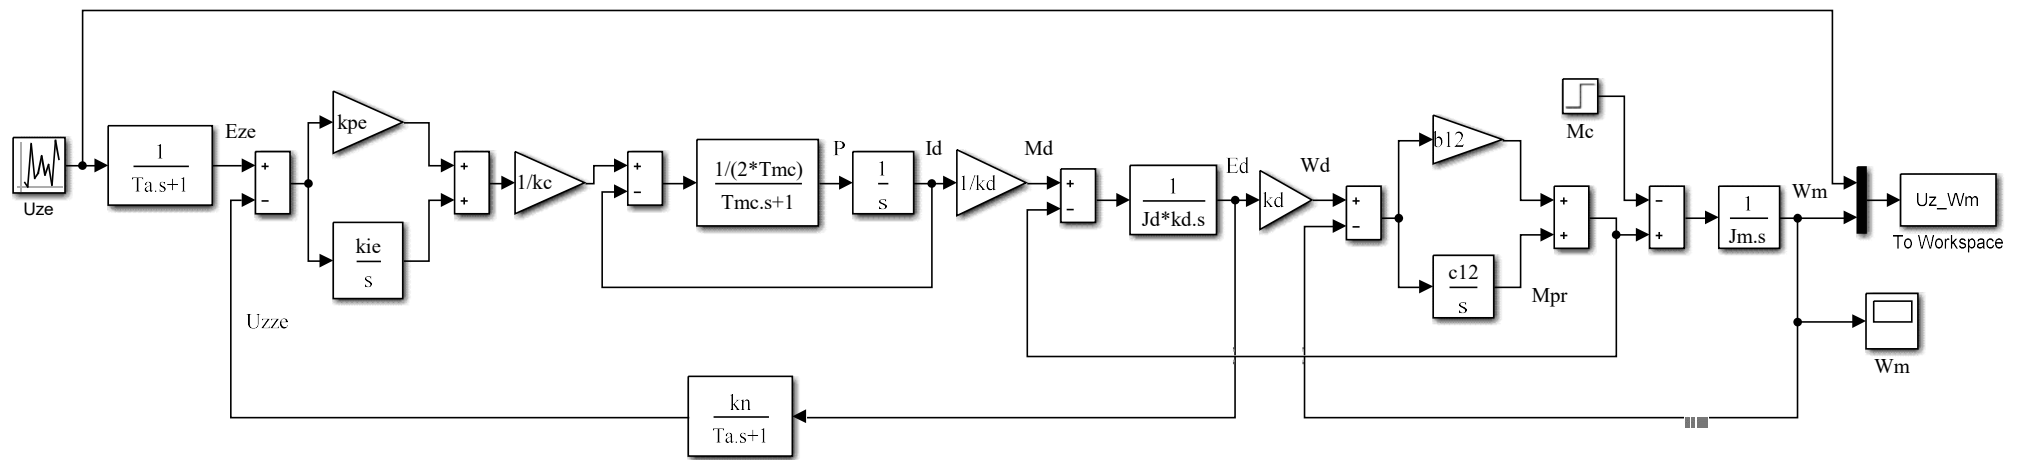 Uze
1
Ta.s+1
Eze
+
−
kpe
kie
s
Uzze
+
+
1/kc
+
−
1/(2*Tmc)
Tmc.s+1
P
1
s
Id
1/kd
Md
+
−
1
Jd*kd.s
Ed
kd
Wd
+
−
b12
c12
s
Mpr
+
+
Mc
−
+
1
Jm.s
Wm
Uz_Wm
To Workspace
Wm
kn
Ta.s+1